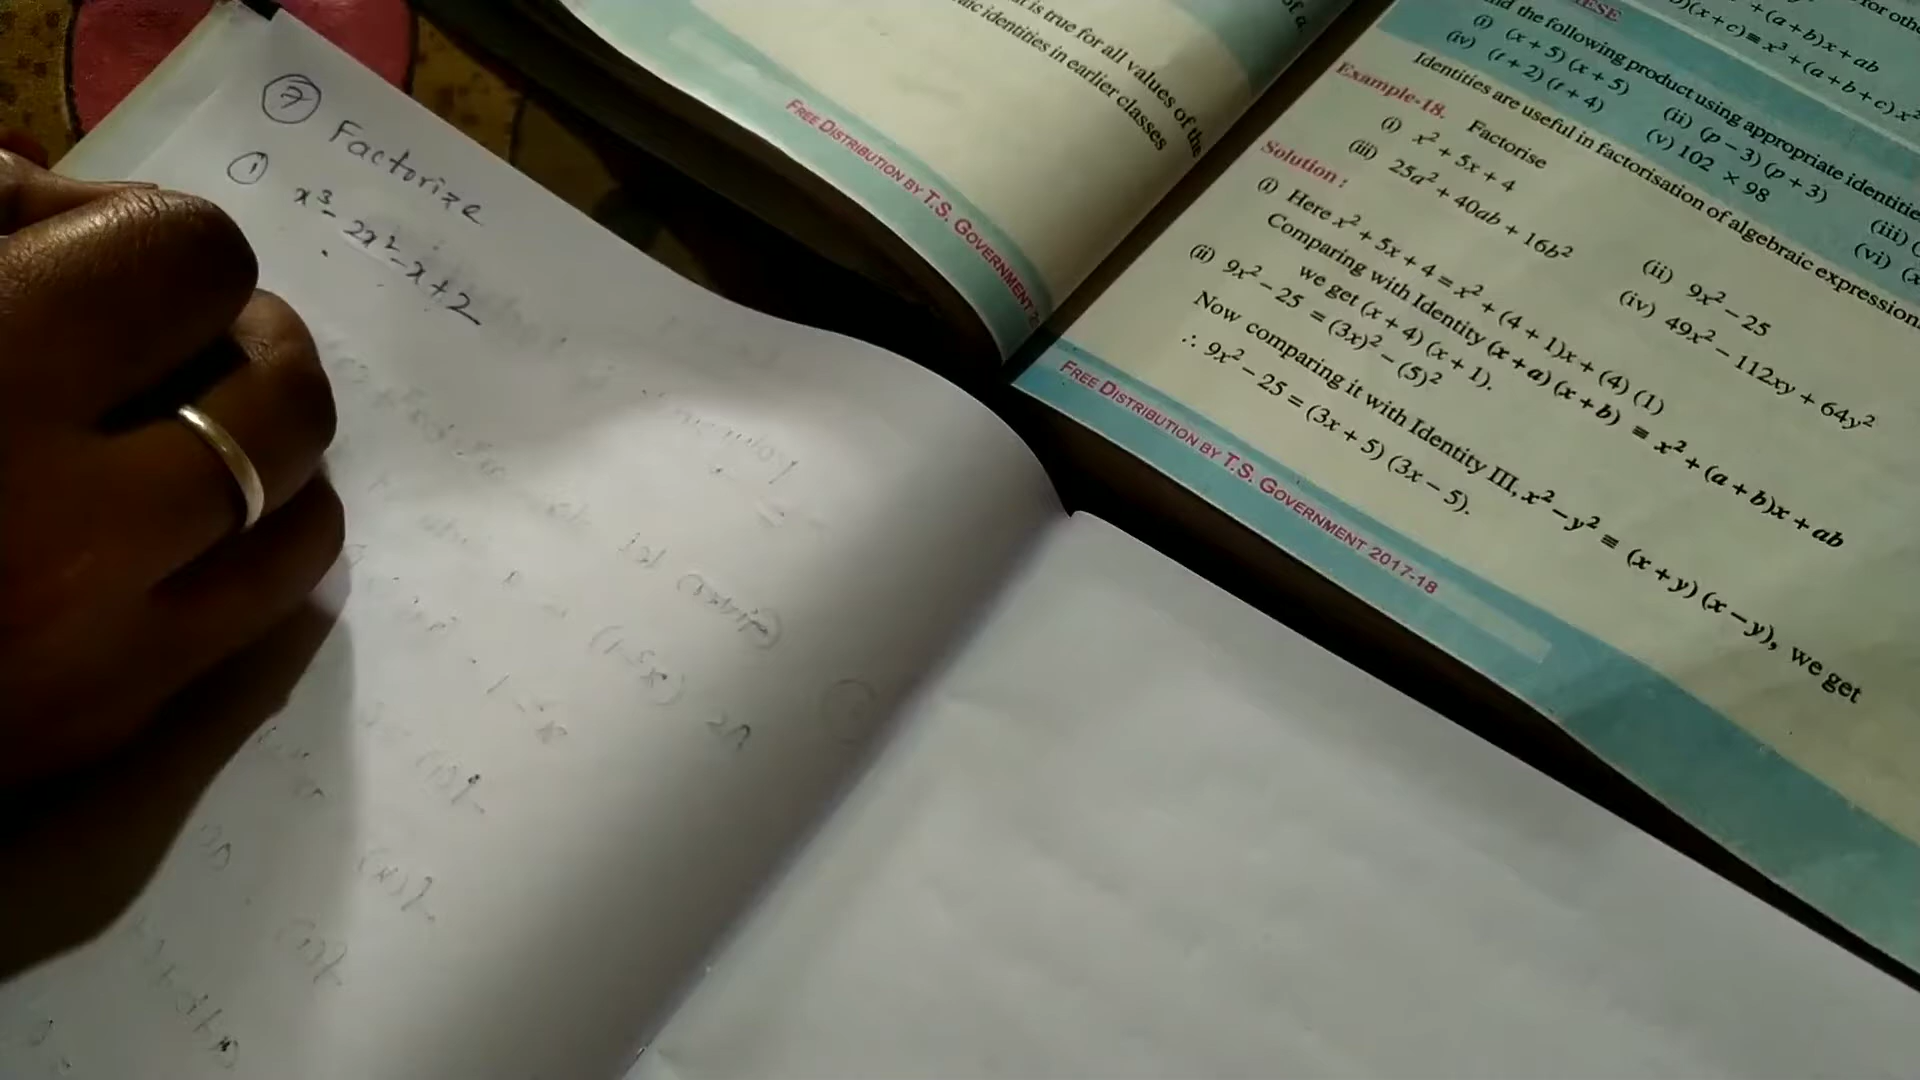 7
Factorize
1
x³ - 2x² - x + 2
is true for all values of the
identities in earlier classes
FREE DISTRIBUTION BY T.S. GOVERNMENT
+ (a + b)x + ab
(x + c) ≡ x³ + (a + b + c) x²
the following product using appropriate
(i) (x + 5) (x + 5) (ii) (p − 3) (p + 3) (iii)
(iv) (t + 2) (t + 4) (v) 102 × 98 (vi)
Identities are useful in factorisation of algebraic
Example-18. Factorise
(i) x² + 5x + 4 (ii) 9x² − 25
(iii) 25a² + 40ab + 16b² (iv) 49x² − 112xy + 64y²
Solution :
(i) Here x² + 5x + 4 = x² + (4 + 1)x + (4) (1)
Comparing with Identity (x + a) (x + b) ≡ x² + (a + b)x + ab
we get (x + 4) (x + 1).
(ii) 9x² − 25 = (3x)² − (5)²
Now comparing it with Identity III, x² − y² ≡ (x + y) (x − y), we get
∴ 9x² − 25 = (3x + 5) (3x − 5).
FREE DISTRIBUTION BY T.S. GOVERNMENT 2017-18